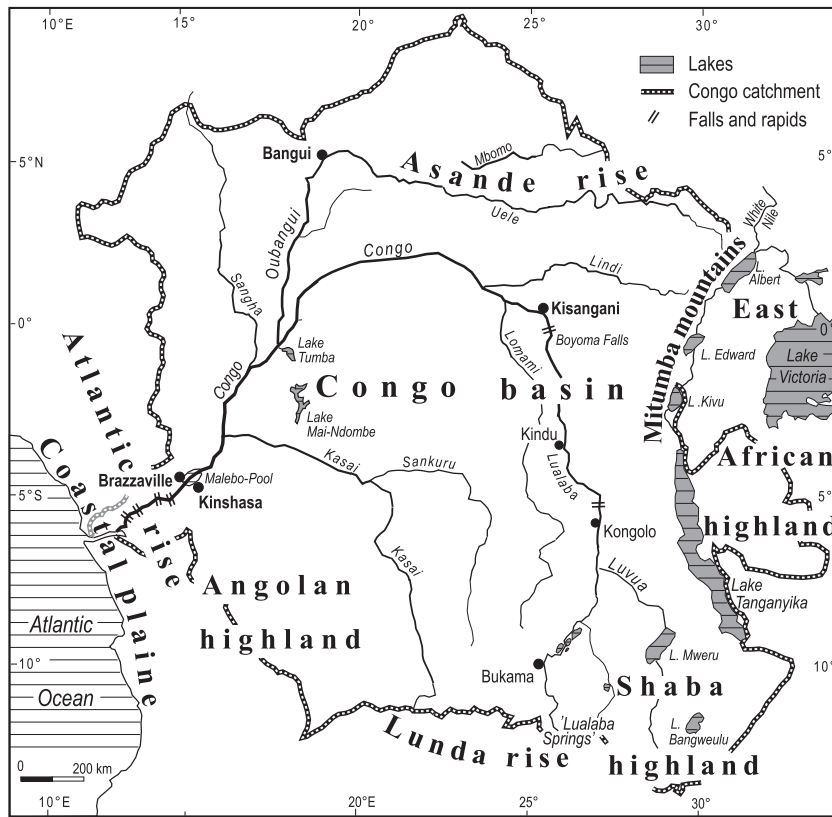 10°E
15°
20°
25°
30°
Lakes
Congo catchment
Falls and rapids
5°N
5°
Bangui
Mbomo
Asande rise
Uele
White
Nile
Oubangui
Congo
Lindi
Sangha
L.
Albert
Mitumba mountains
East
Kisangani
Boyoma Falls
0°
0°
Lake
Tumba
Lomami
L. Edward
Lake
Victoria
Atlantic
rise
Congo
Congo basin
L.Kivu
Lake
Mai-Ndombe
Coastal plaine
Kindu
Kasai
Sankuru
Lualaba
African
highland
Brazzaville
Malebo-Pool
Kinshasa
5°S
5°
Kongolo
Kasai
Luvua
Angolan
highland
Lake
Tanganyika
Atlantic
Ocean
10°
10°
Bukama
L. Mweru
Shaba
highland
'Lualaba
Springs'
L.
Bangweulu
Lunda rise
0
200 km
10°E
15°
20°
25°
30°